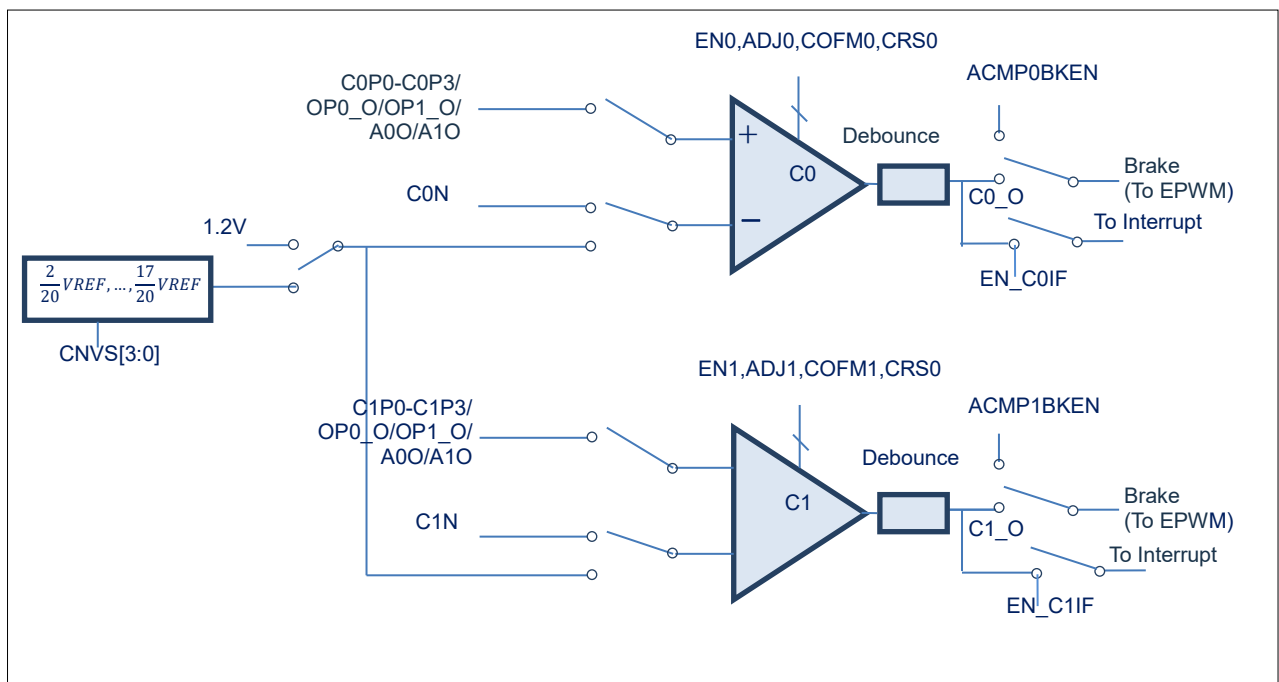 EN0,ADJ0,COFM0,CRS0
C0P0-C0P3/
OP0_O/OP1_O/
A0O/A1O
ACMP0BKEN
Debounce
+
C0
−
C0N
C0_O
Brake
(To EPWM)
To Interrupt
EN_C0IF
1.2V
2/20 VREF,...,17/20 VREF
CNVS[3:0]
EN1,ADJ1,COFM1,CRS0
C1P0-C1P3/
OP0_O/OP1_O/
A0O/A1O
ACMP1BKEN
Debounce
C1
C1N
C1_O
Brake
(To EPWM)
To Interrupt
EN_C1IF